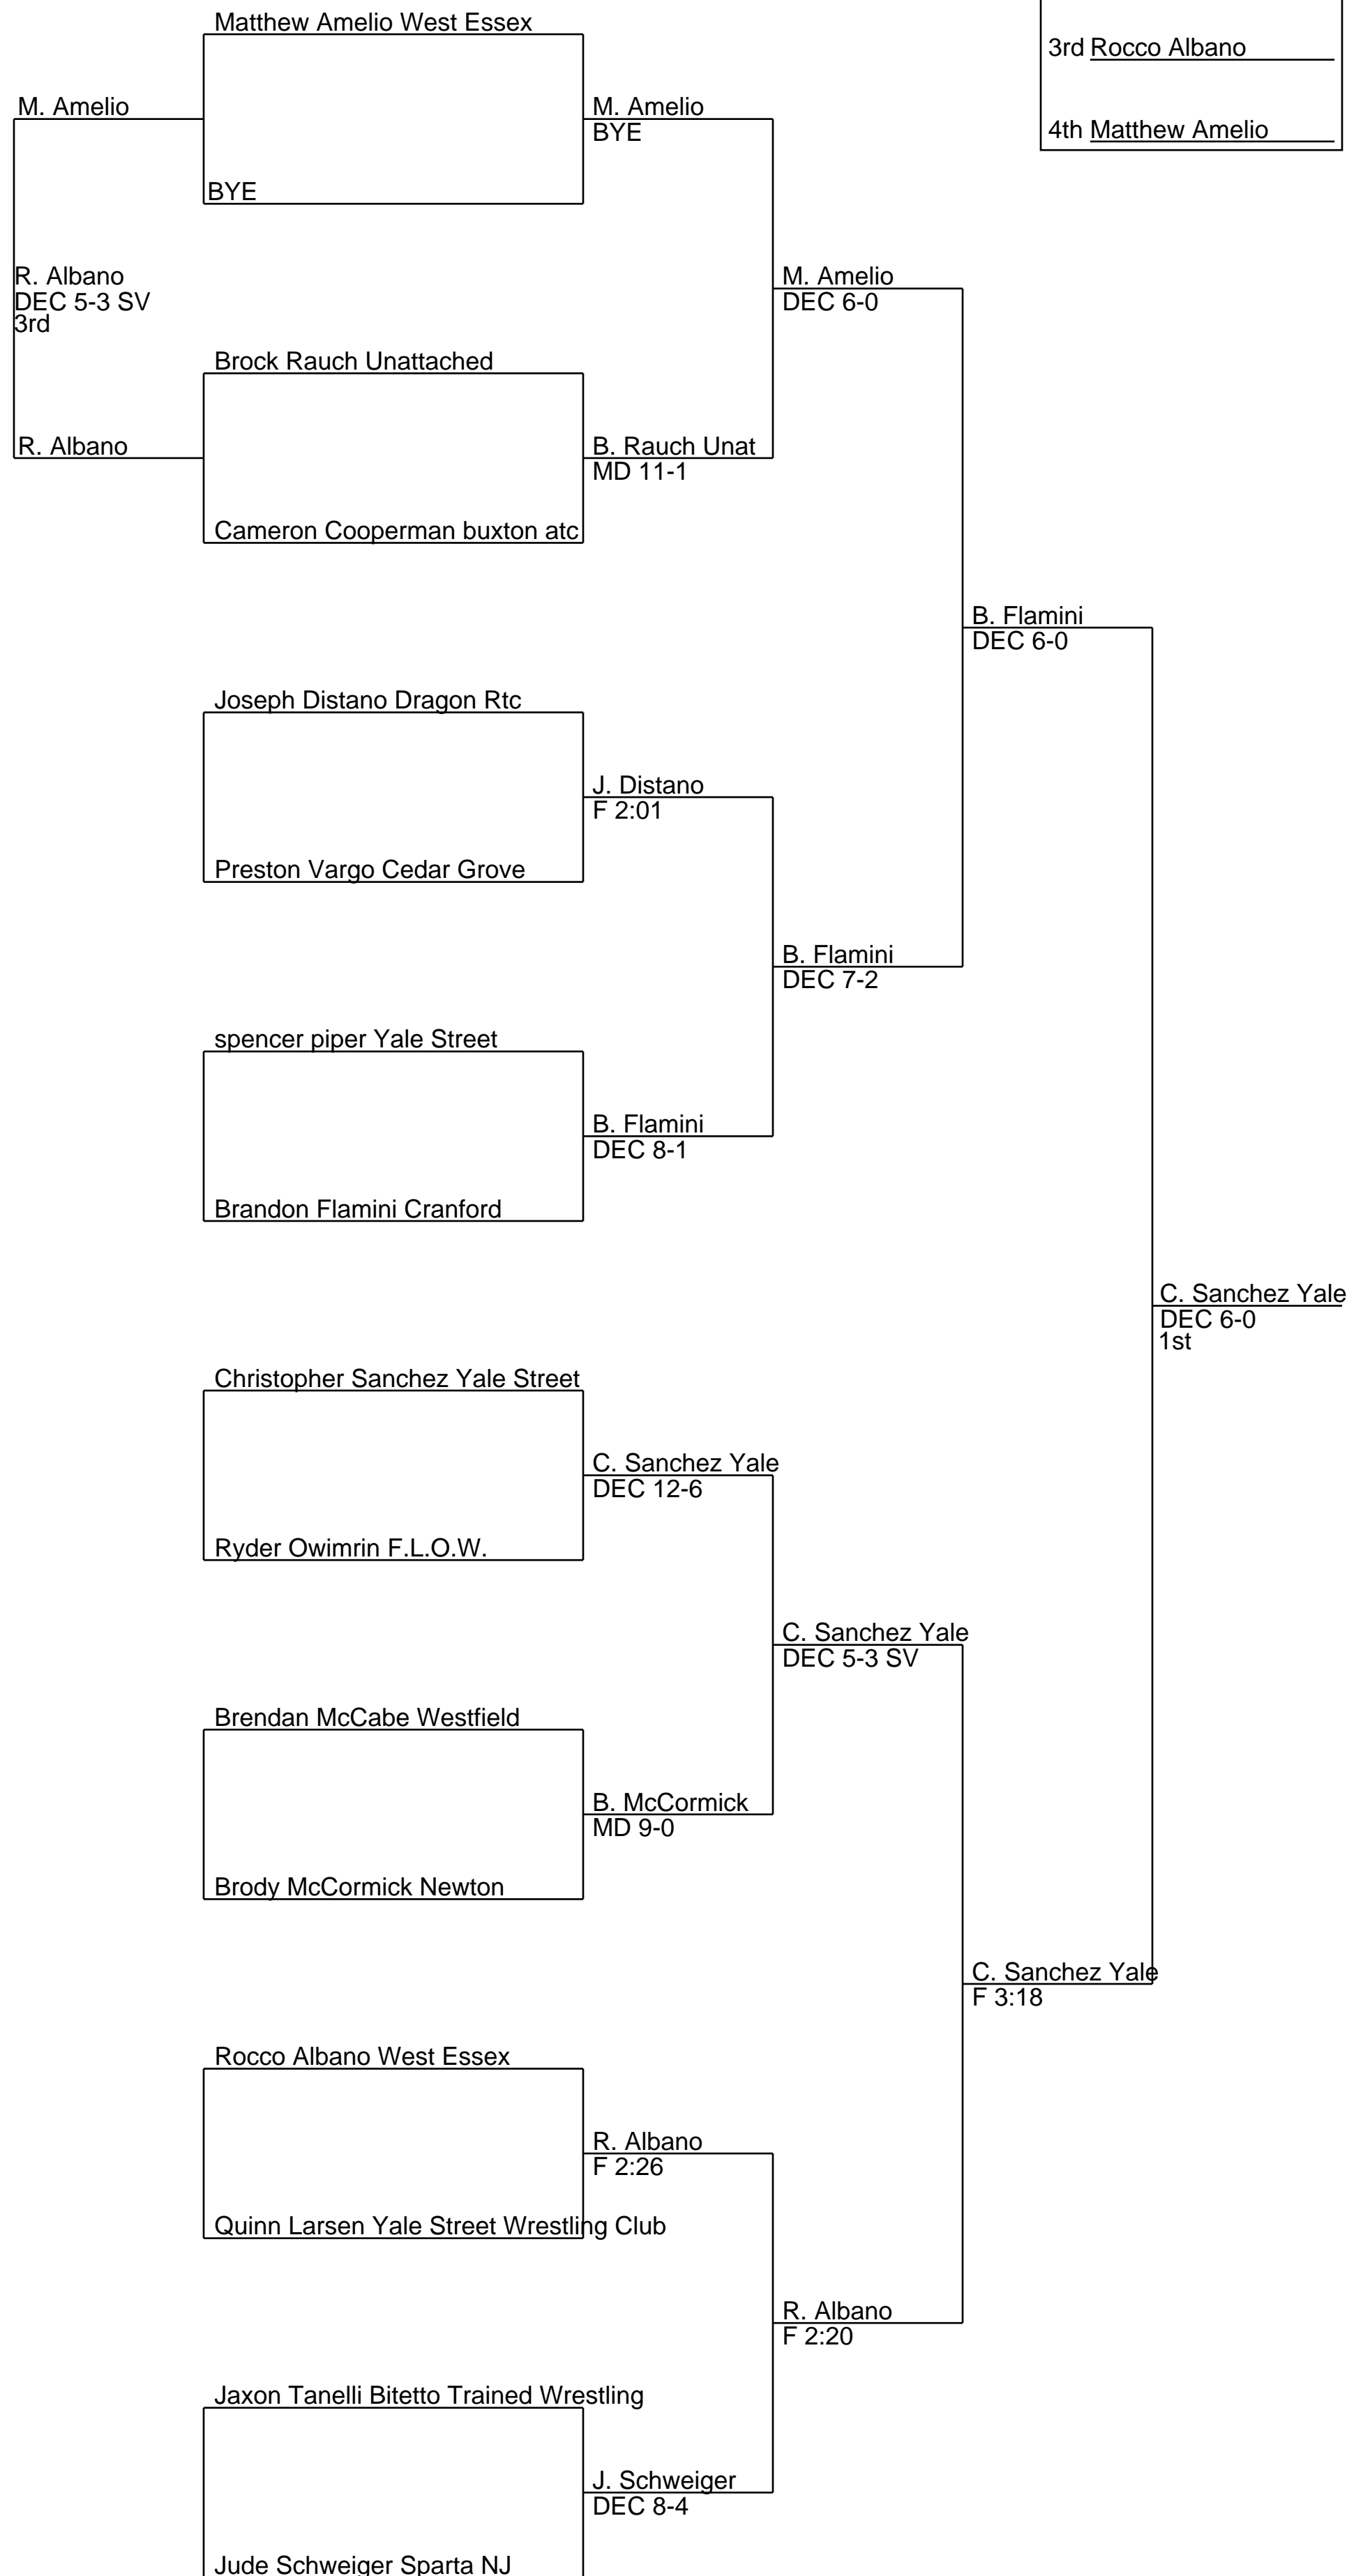 Matthew Amelio West Essex
3rd Rocco Albano
M. Amelio
M. Amelio
BYE
4th Matthew Amelio
BYE
R. Albano
DEC 5-3 SV
3rd
M. Amelio
DEC 6-0
Brock Rauch Unattached
R. Albano
B. Rauch Unat
MD 11-1
Cameron Cooperman buxton atc
B. Flamini
DEC 6-0
Joseph Distano Dragon Rtc
J. Distano
F 2:01
Preston Vargo Cedar Grove
B. Flamini
DEC 7-2
spencer piper Yale Street
B. Flamini
DEC 8-1
Brandon Flamini Cranford
C. Sanchez Yale
DEC 6-0
1st
Christopher Sanchez Yale Street
C. Sanchez Yale
DEC 12-6
Ryder Owimrin F.L.O.W.
C. Sanchez Yale
DEC 5-3 SV
Brendan McCabe Westfield
B. McCormick
MD 9-0
Brody McCormick Newton
C. Sanchez Yale
F 3:18
Rocco Albano West Essex
R. Albano
F 2:26
Quinn Larsen Yale Street Wrestling Club
R. Albano
F 2:20
Jaxon Tanelli Bitetto Trained Wrestling
J. Schweiger
DEC 8-4
Jude Schweiger Sparta NJ